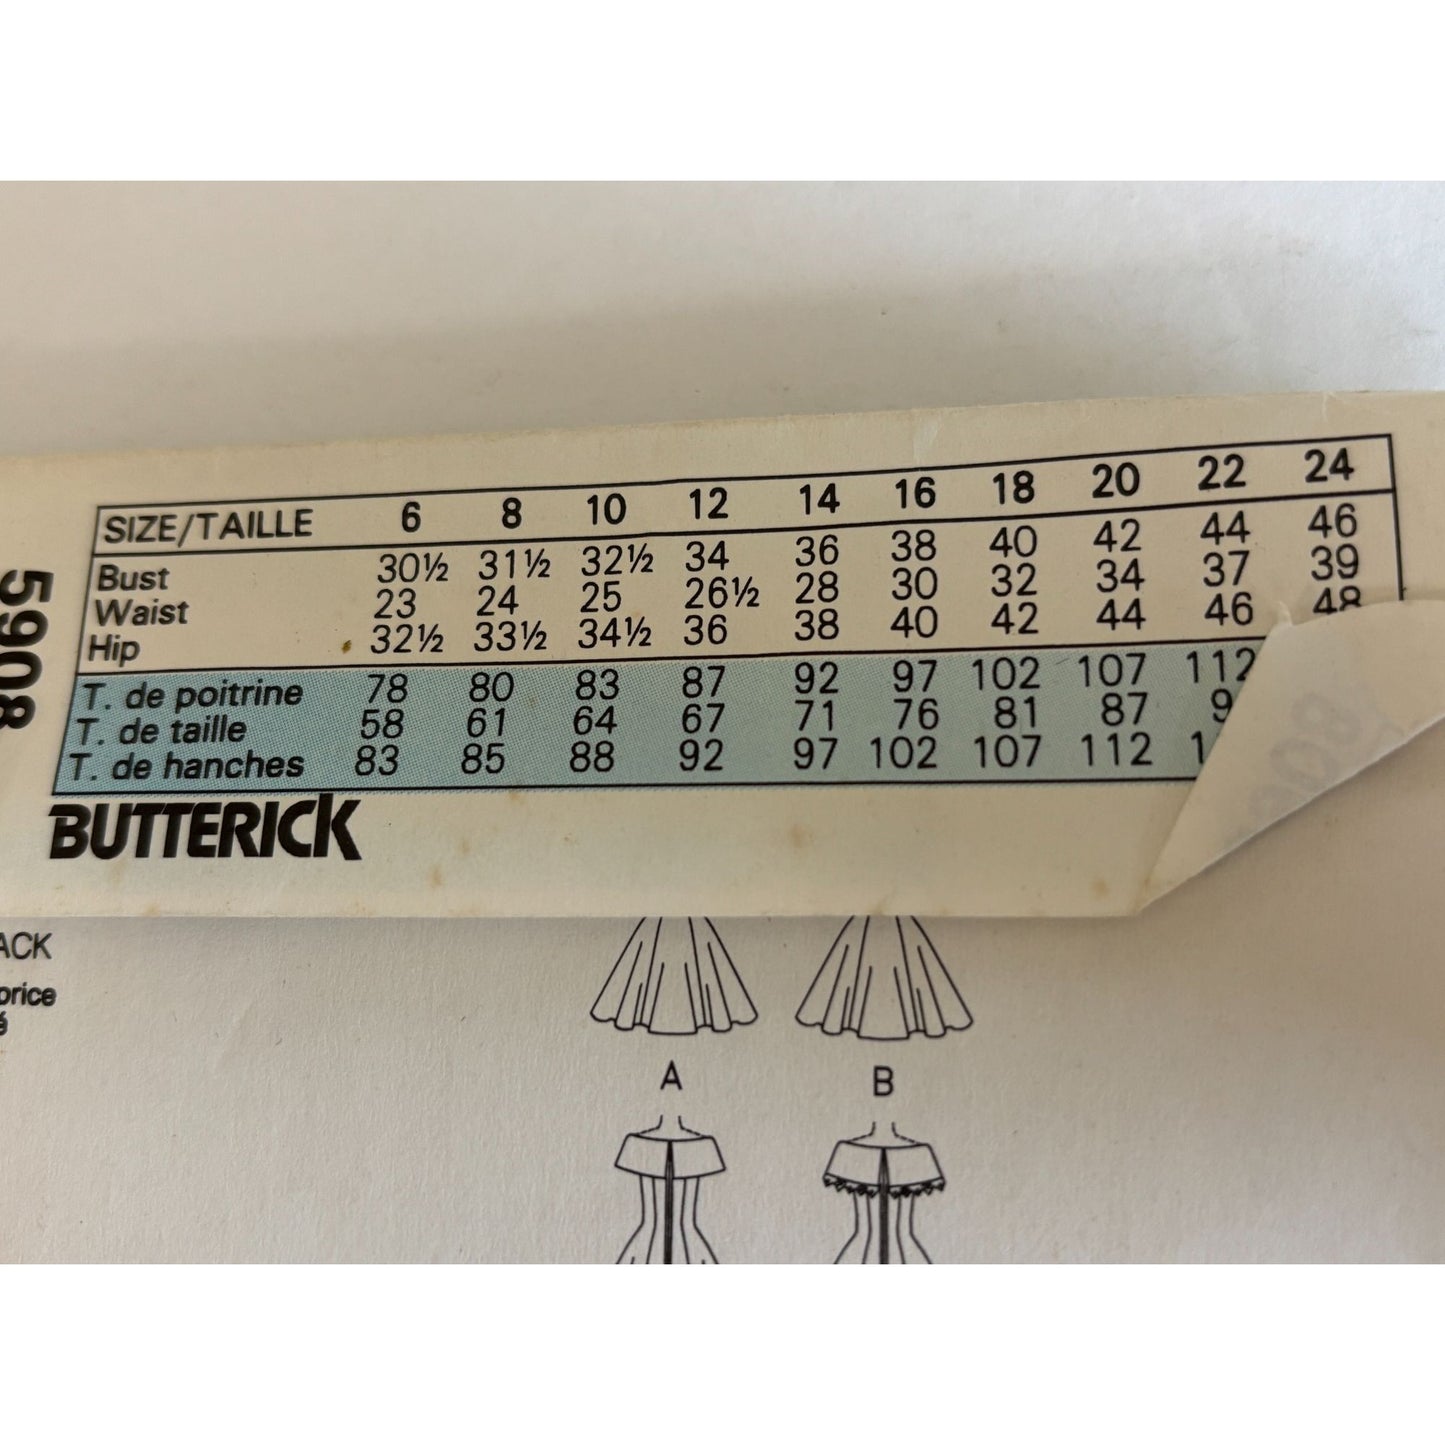 SIZE/TAILLE 6 8 10 12 14 16 18 20 22 24
Bust 30½ 31½ 32½ 34 36 38 40 42 44 46
Waist 23 24 25 26½ 28 30 32 34 37 39
Hip 32½ 33½ 34½ 36 38 40 42 44 46 48
T. de poitrine 78 80 83 87 92 97 102 107 112
T. de taille 58 61 64 67 71 76 81 87 9
T. de hanches 83 85 88 92 97 102 107 112 1
BUTTERICK
5908
ACK
price
é
A B